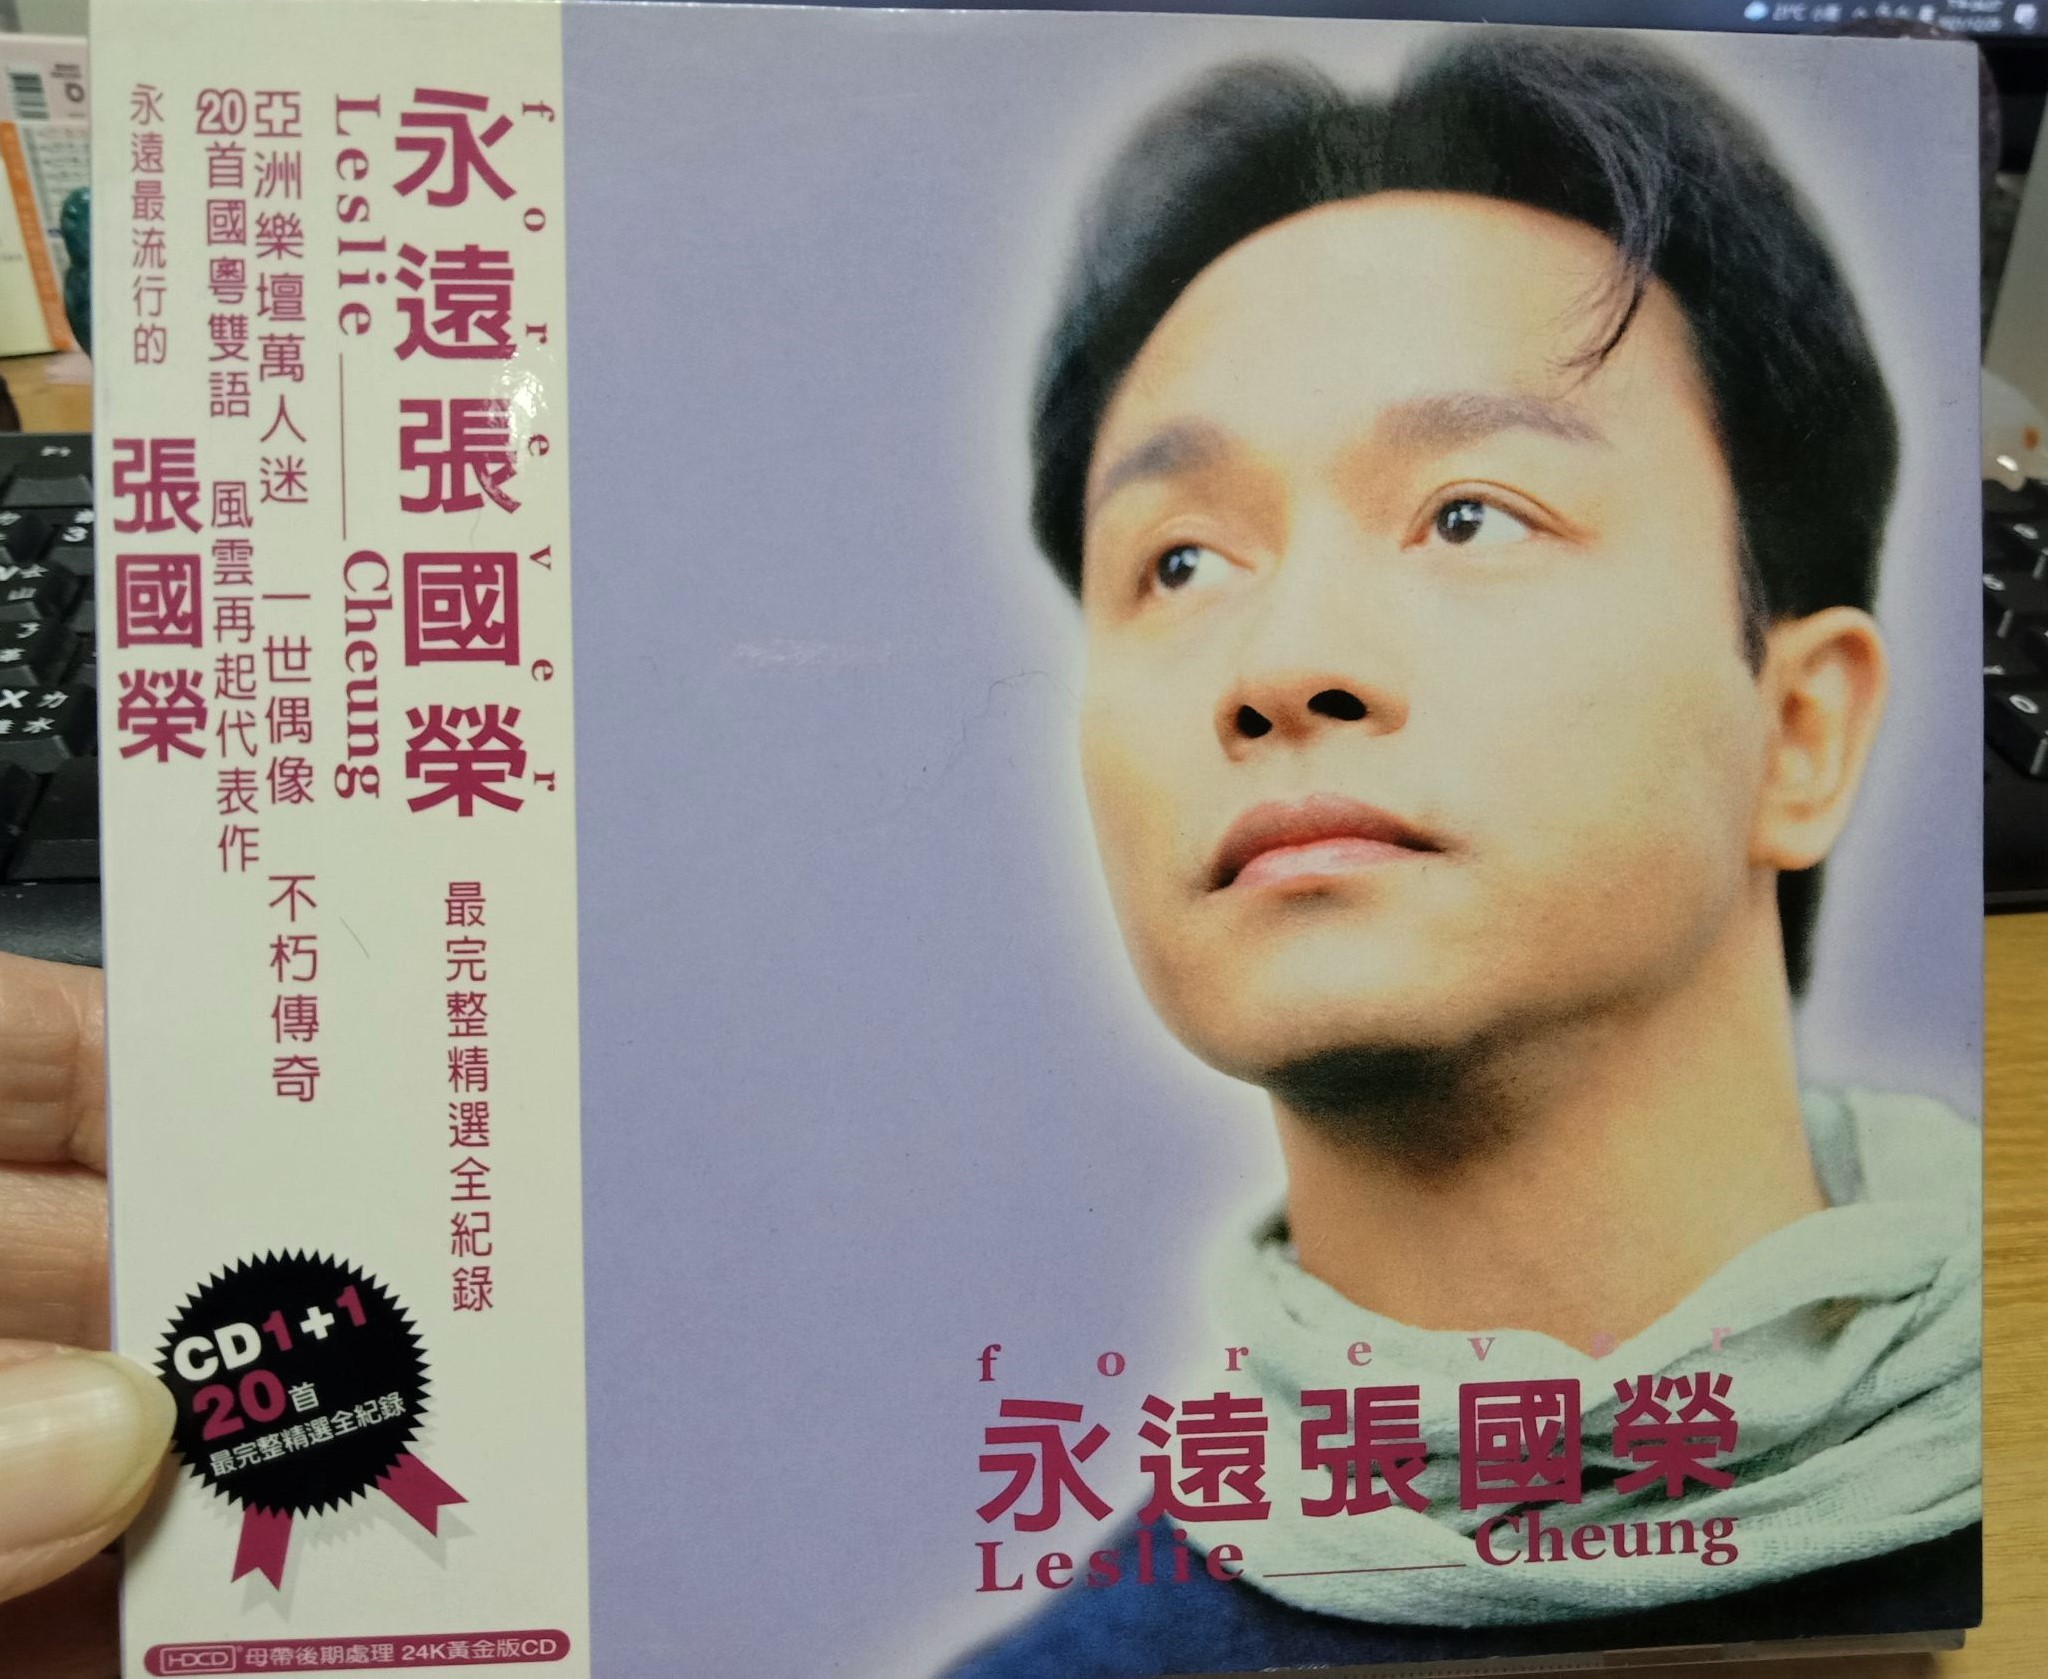 forever
永遠張國榮
最完整精選全紀錄
Leslie Cheung
亞洲樂壇萬人迷 一世偶像 不朽傳奇
20首國粵雙語 風雲再起代表作
永遠最流行的
張國榮
CD1+1
20首
最完整精選全紀錄
HDCD® 母帶後期處理 24K黃金版CD
forever
永遠張國榮
Leslie Cheung